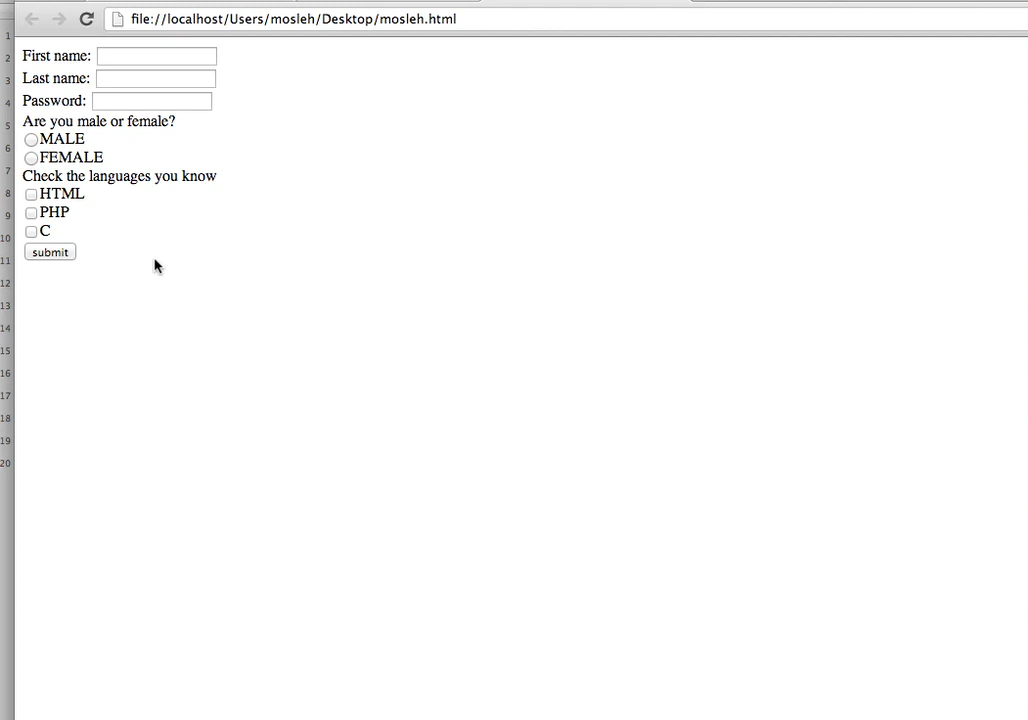 file://localhost/Users/mosleh/Desktop/mosleh.html
1
2
3
4
5
6
7
8
9
10
11
12
13
14
15
16
17
18
19
20
First name:
Last name:
Password:
Are you male or female?
MALE
FEMALE
Check the languages you know
HTML
PHP
C
submit